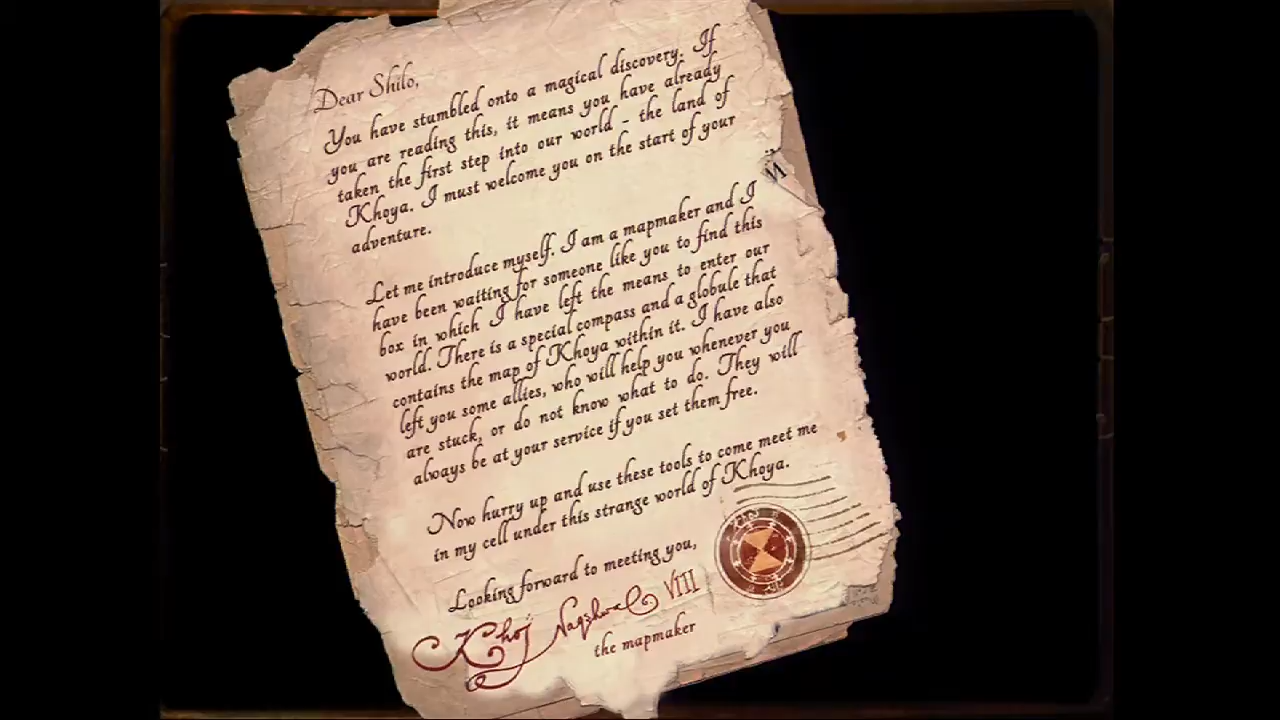 Dear Shilo,
You have stumbled onto a magical discovery. If
you are reading this, it means you have already
taken the first step into our world - the land of
Khoya. I must welcome you on the start of your
adventure.
Let me introduce myself. I am a mapmaker and I
have been waiting for someone like you to find this
box in which I have left the means to enter our
world. There is a special compass and a globule that
contains the map of Khoya within it. I have also
left you some allies, who will help you whenever you
are stuck, or do not know what to do. They will
always be at your service if you set them free.
Now hurry up and use these tools to come meet me
in my cell under this strange world of Khoya.
Looking forward to meeting you,
Khoj Naqshwal VIII
the mapmaker